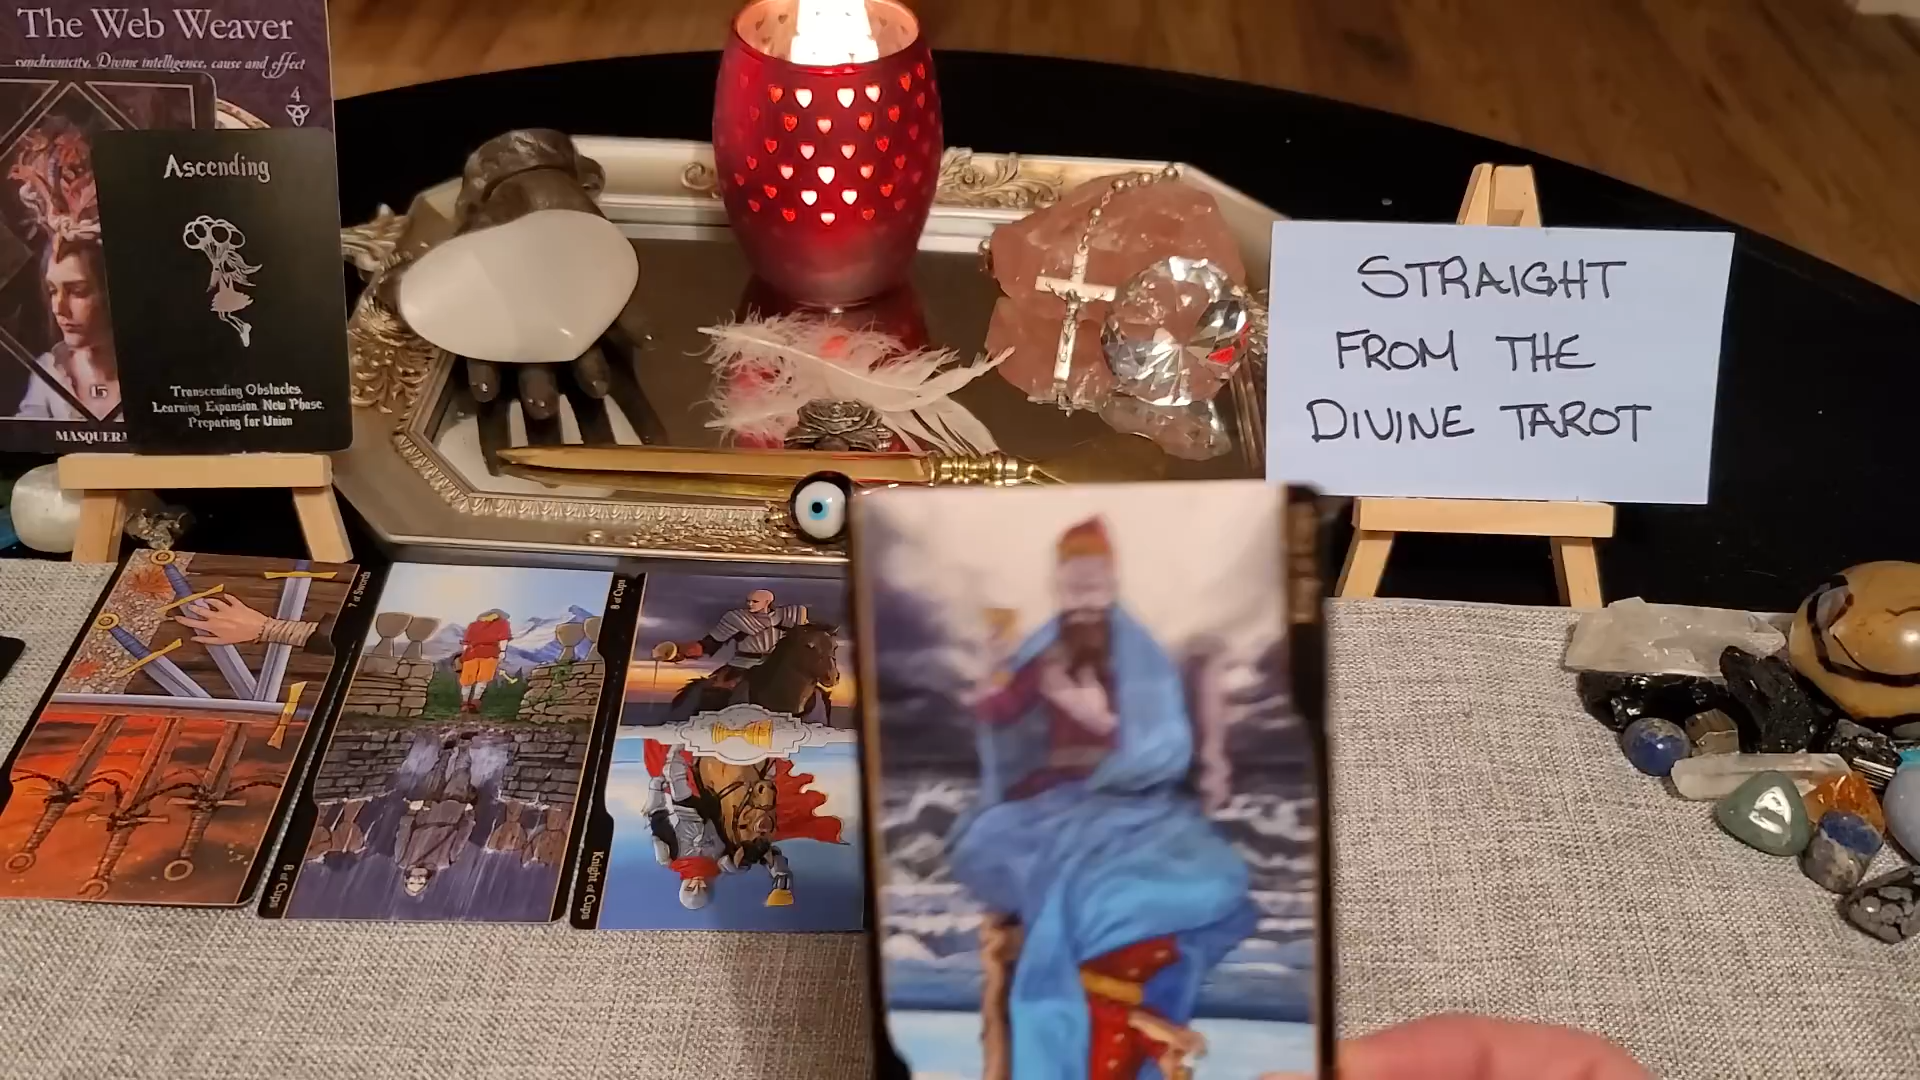 The Web Weaver
synchronicity, Divine intelligence, cause and effect
4
Ascending
Transcending Obstacles,
Learning, Expansion, New Phase,
Preparing for Union
15
STRAIGHT
FROM THE
DIVINE TAROT
7 of Swords
8 of Cups
8 of Cups
Knight of Cups